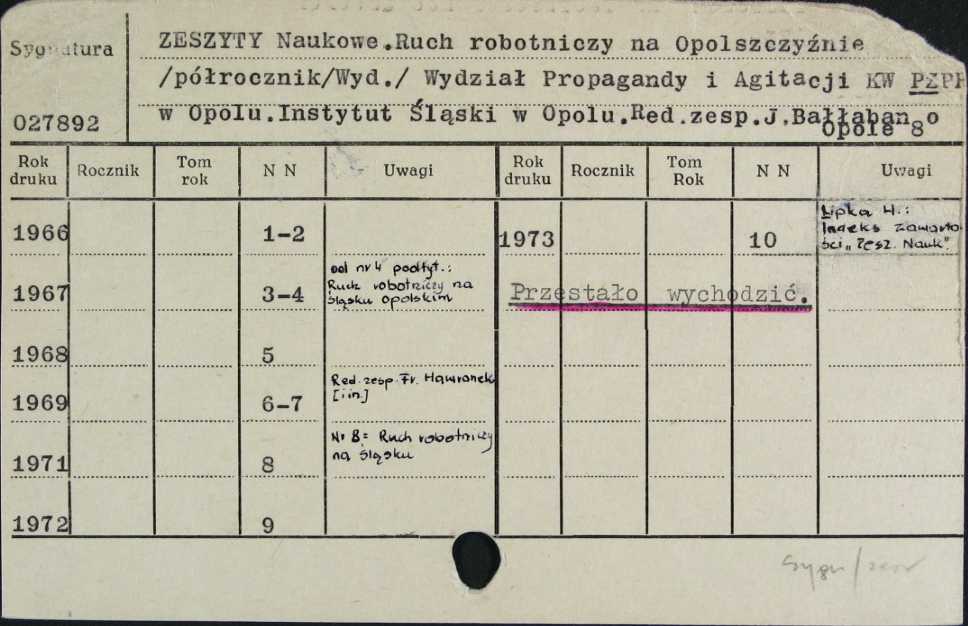 Sygnatura
ZESZYTY Naukowe.Ruch robotniczy na Opolszczyźnie
/półrocznik/Wyd./ Wydział Propagandy i Agitacji KW PZPR
w Opolu.Instytut Śląski w Opolu.Red.zesp.J.Bałłaban o
027892 Opole 8
Rok druku Rocznik Tom rok N N Uwagi Rok druku Rocznik Tom Rok N N Uwagi
1966 1-2 1973 10 Lipka H.:
Indeks zawarto-
ści „Zesz. Nauk".
1967 3-4 od nr 4 podtyt.:
Ruch robotniczy na
śląsku opolskim
Przestało wychodzić.
1968 5
1969 6-7 Red. zesp. Fr. Hawranek
[i in.]
1971 8 Nr 8= Ruch robotniczy
na śląsku
1972 9